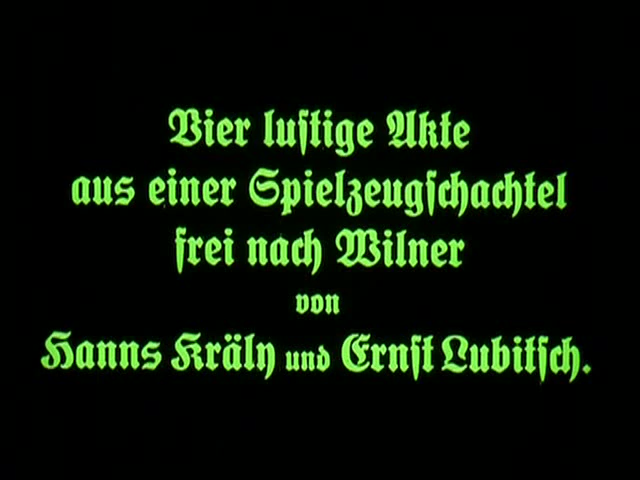 Vier lustige Akte
aus einer Spielzeugschachtel
frei nach Wilner
von
Hanns Kräly und Ernst Lubitsch.